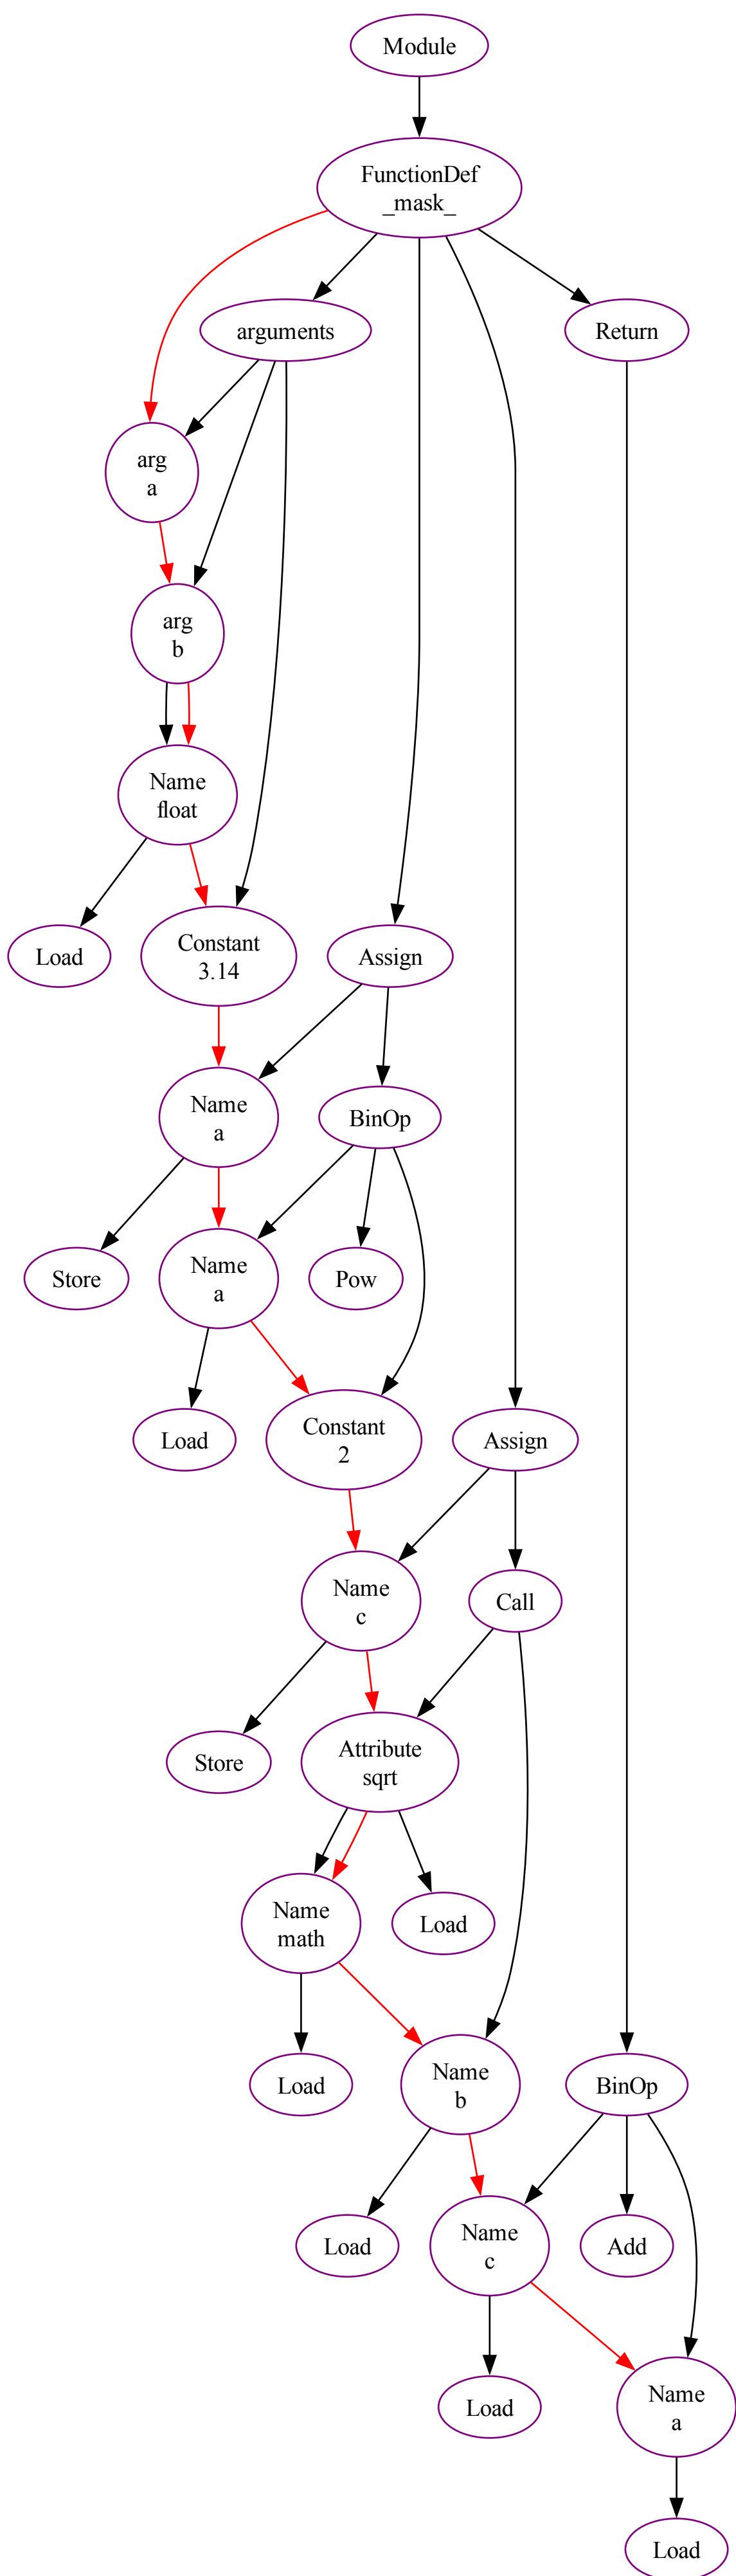 Module
FunctionDef
_mask_
arguments
Return
arg
a
arg
b
Name
float
Load
Constant
3.14
Assign
Name
a
BinOp
Store
Name
a
Pow
Load
Constant
2
Assign
Name
c
Call
Store
Attribute
sqrt
Name
math
Load
Load
Name
b
BinOp
Load
Name
c
Add
Load
Name
a
Load